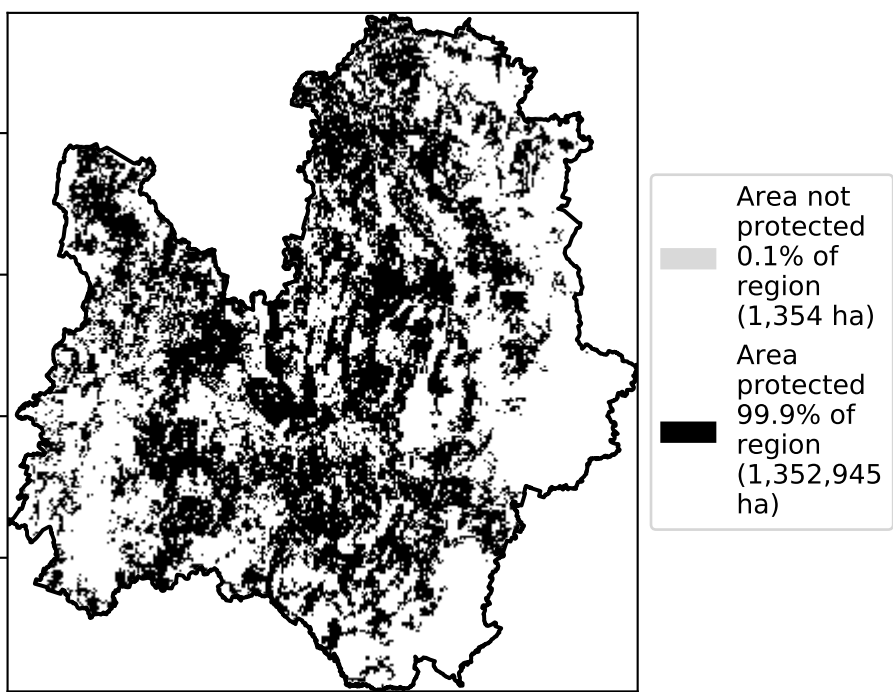 Area not
protected
0.1% of
region
(1,354 ha)
Area
protected
99.9% of
region
(1,352,945
ha)